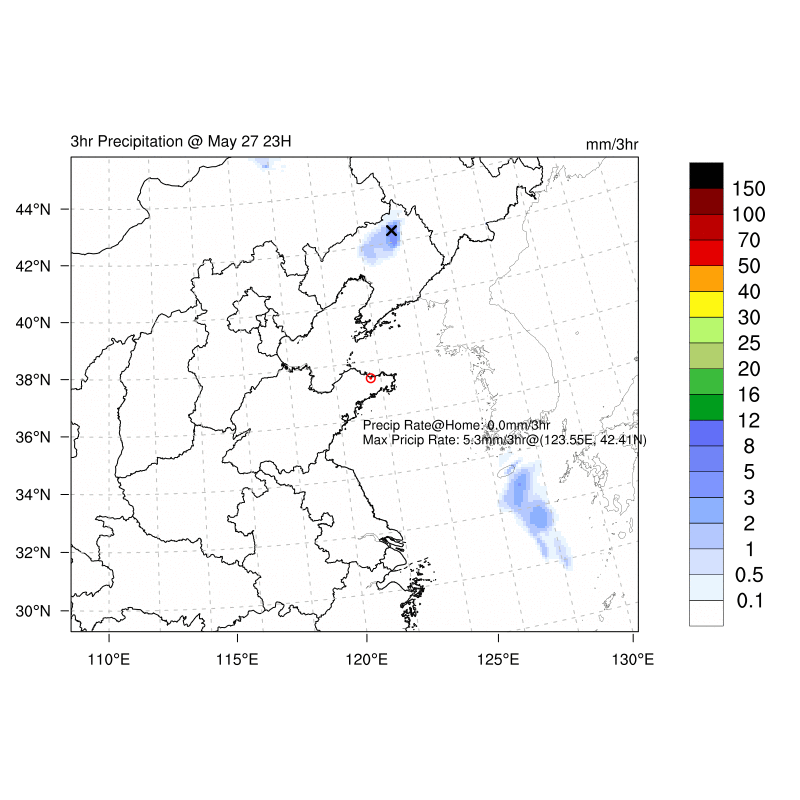 3hr Precipitation @ May 27 23H
mm/3hr
44°N
42°N
40°N
38°N
36°N
34°N
32°N
30°N
Precip Rate@Home: 0.0mm/3hr
Max Pricip Rate: 5.3mm/3hr@(123.55E, 42.41N)
110°E
115°E
120°E
125°E
130°E
150
100
70
50
40
30
25
20
16
12
8
5
3
2
1
0.5
0.1